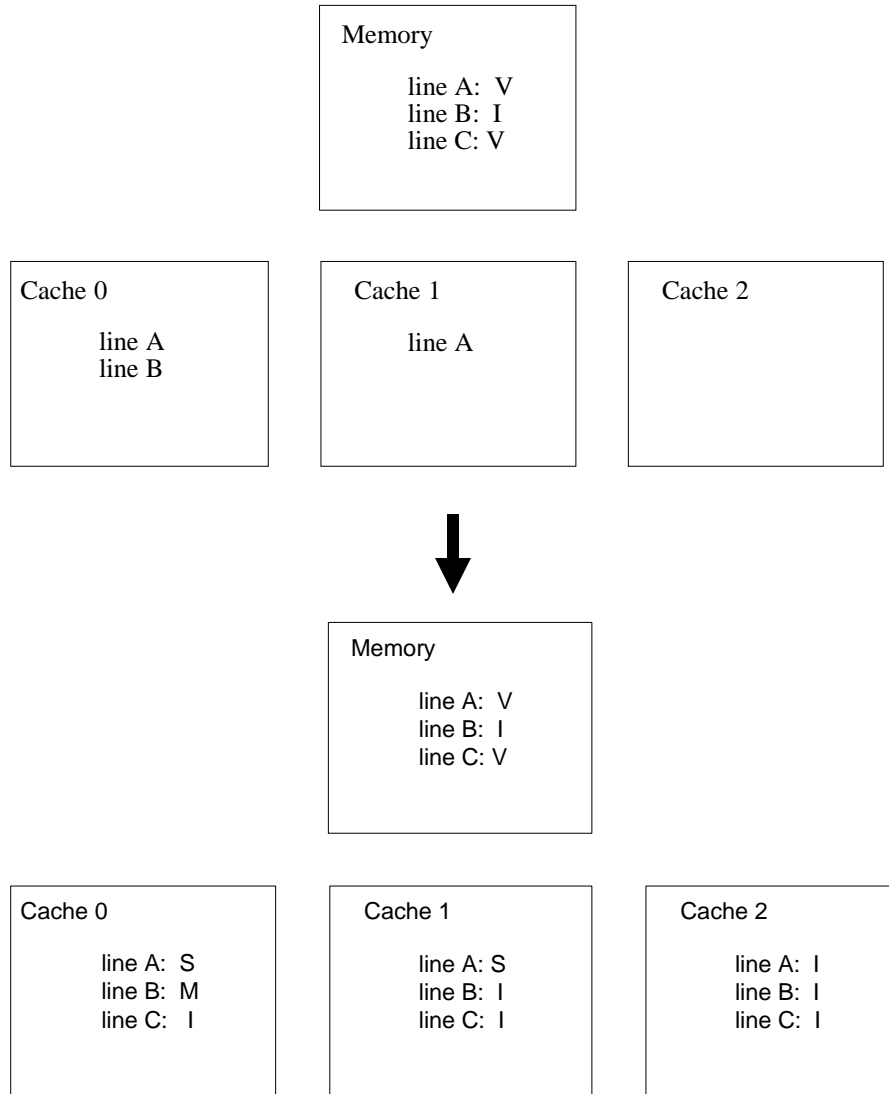 Memory
line A: V
line B: I
line C: V
Cache 0
line A
line B
Cache 1
line A
Cache 2
Memory
line A: V
line B: I
line C: V
Cache 0
line A: S
line B: M
line C: I
Cache 1
line A: S
line B: I
line C: I
Cache 2
line A: I
line B: I
line C: I